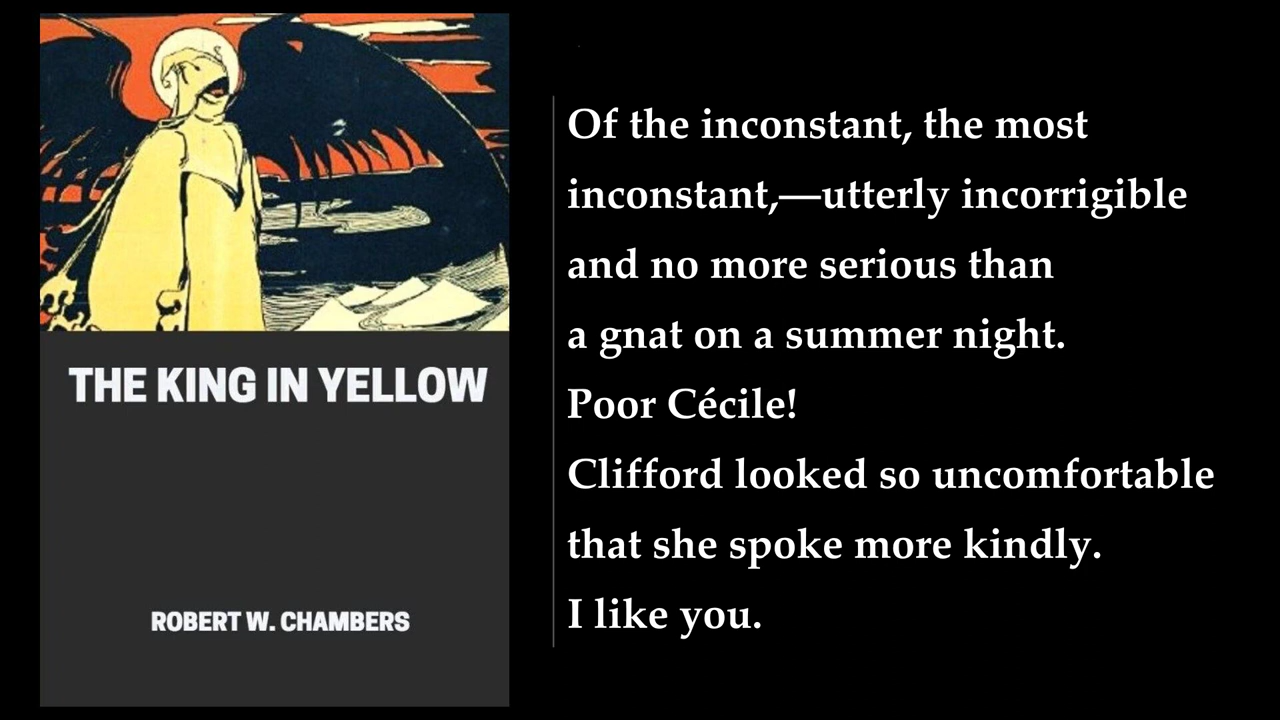 THE KING IN YELLOW
ROBERT W. CHAMBERS
Of the inconstant, the most
inconstant,—utterly incorrigible
and no more serious than
a gnat on a summer night.
Poor Cécile!
Clifford looked so uncomfortable
that she spoke more kindly.
I like you.